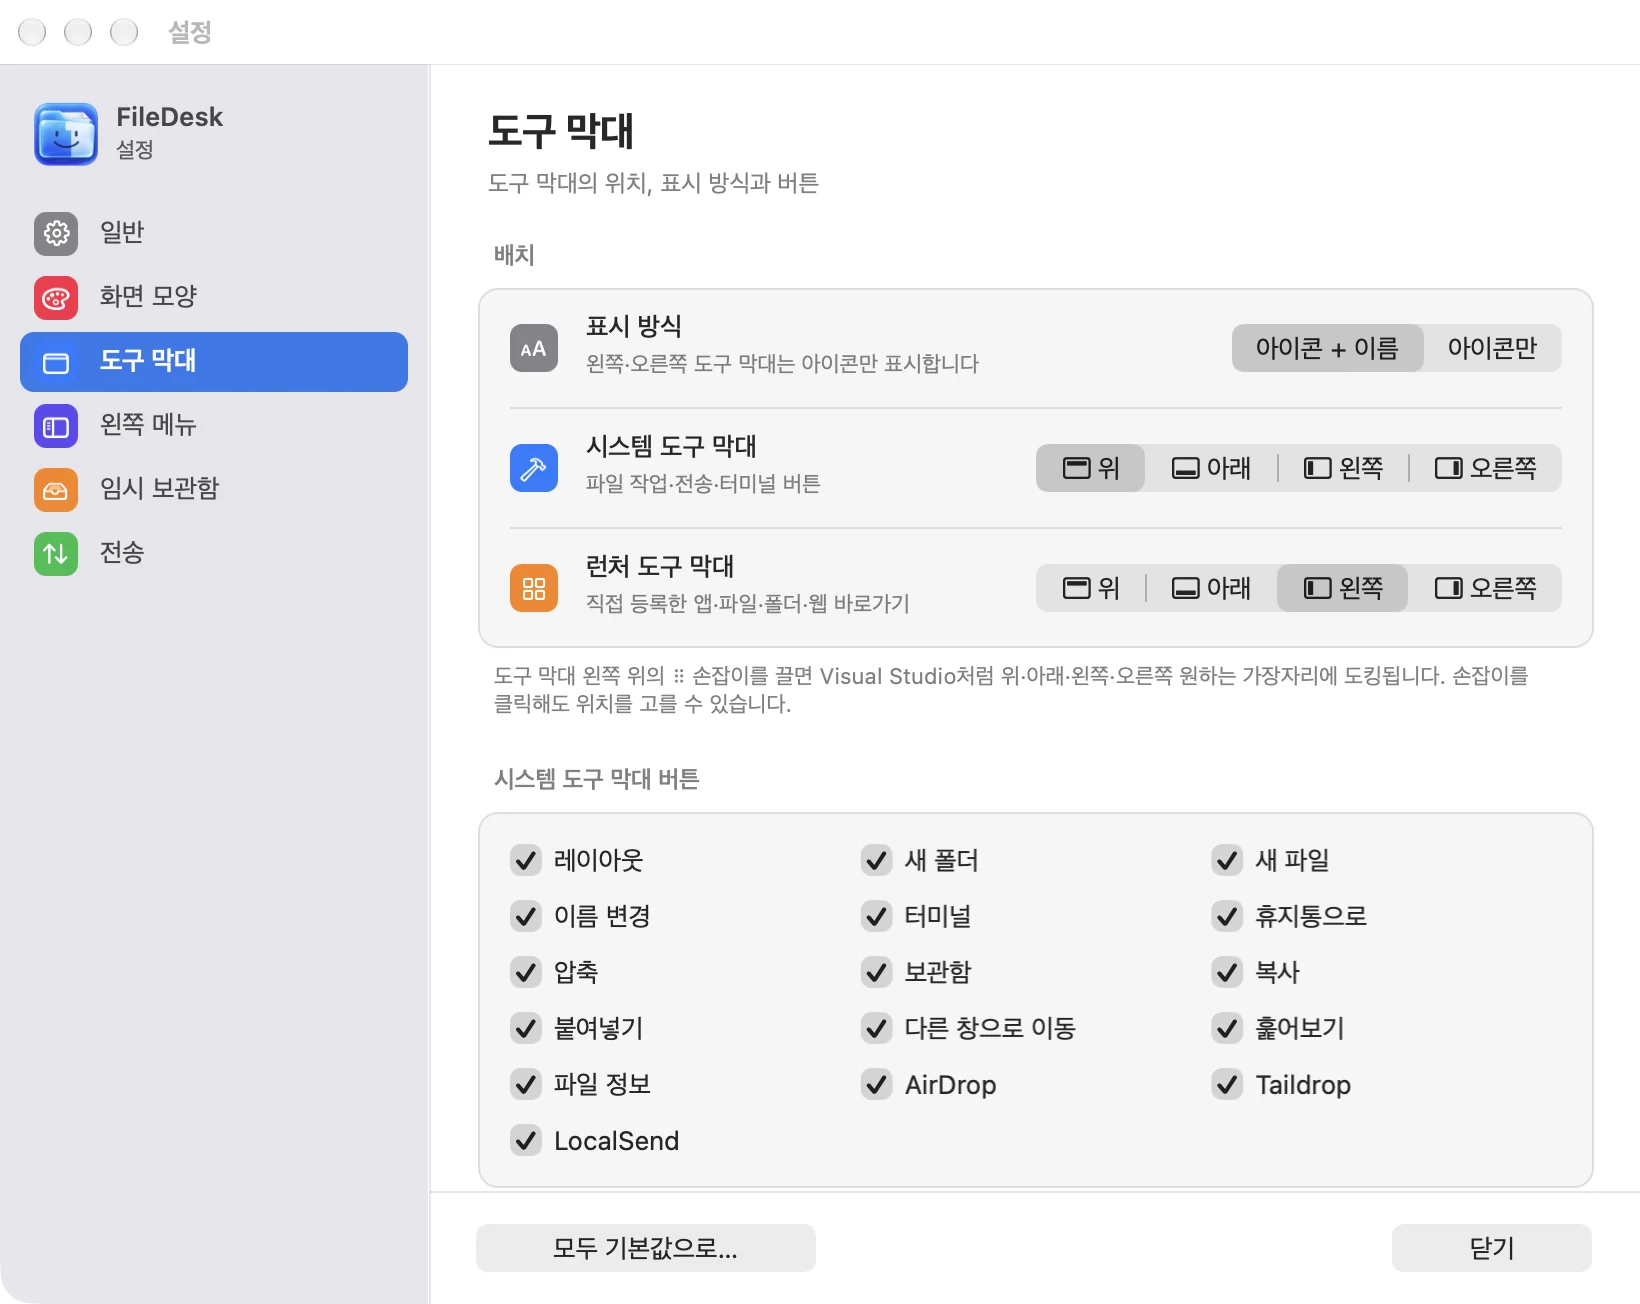 설정
FileDesk
설정
일반
화면 모양
도구 막대
왼쪽 메뉴
임시 보관함
전송
도구 막대
도구 막대의 위치, 표시 방식과 버튼
배치
AA
표시 방식
왼쪽·오른쪽 도구 막대는 아이콘만 표시합니다
아이콘 + 이름 아이콘만
시스템 도구 막대
파일 작업·전송·터미널 버튼
위 아래 왼쪽 오른쪽
런처 도구 막대
직접 등록한 앱·파일·폴더·웹 바로가기
위 아래 왼쪽 오른쪽
도구 막대 왼쪽 위의 ⠿ 손잡이를 끌면 Visual Studio처럼 위·아래·왼쪽·오른쪽 원하는 가장자리에 도킹됩니다. 손잡이를
클릭해도 위치를 고를 수 있습니다.
시스템 도구 막대 버튼
레이아웃 새 폴더 새 파일
이름 변경 터미널 휴지통으로
압축 보관함 복사
붙여넣기 다른 창으로 이동 훑어보기
파일 정보 AirDrop Taildrop
LocalSend
모두 기본값으로... 닫기